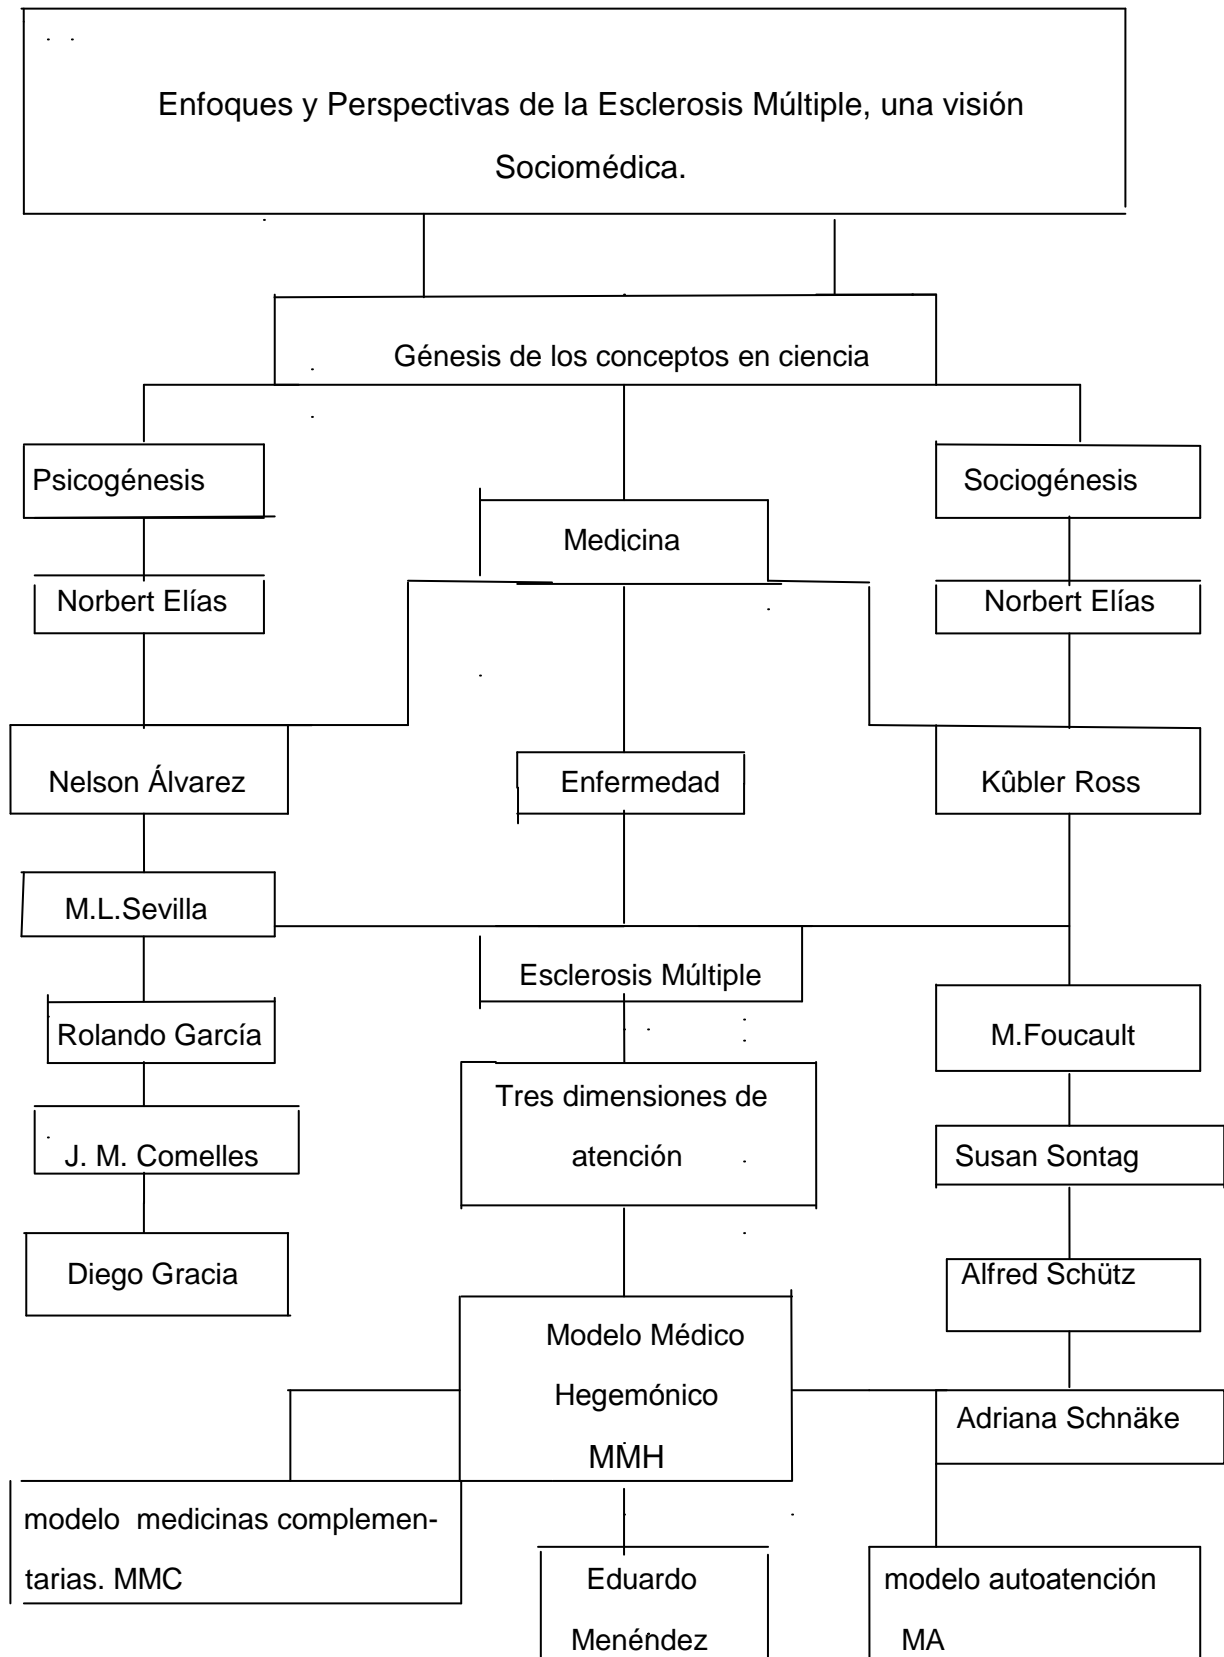 Enfoques y Perspectivas de la Esclerosis Múltiple, una visión
Sociomédica.
Génesis de los conceptos en ciencia
Psicogénesis
Sociogénesis
Medicina
Norbert Elías
Norbert Elías
Nelson Álvarez
Enfermedad
Kûbler Ross
M.L.Sevilla
Esclerosis Múltiple
Rolando García
M.Foucault
Tres dimensiones de
atención
J. M. Comelles
Susan Sontag
Diego Gracia
Alfred Schütz
Modelo Médico
Hegemónico
MMH
Adriana Schnäke
modelo medicinas complemen-
tarias. MMC
Eduardo
Menéndez
modelo autoatención
MA